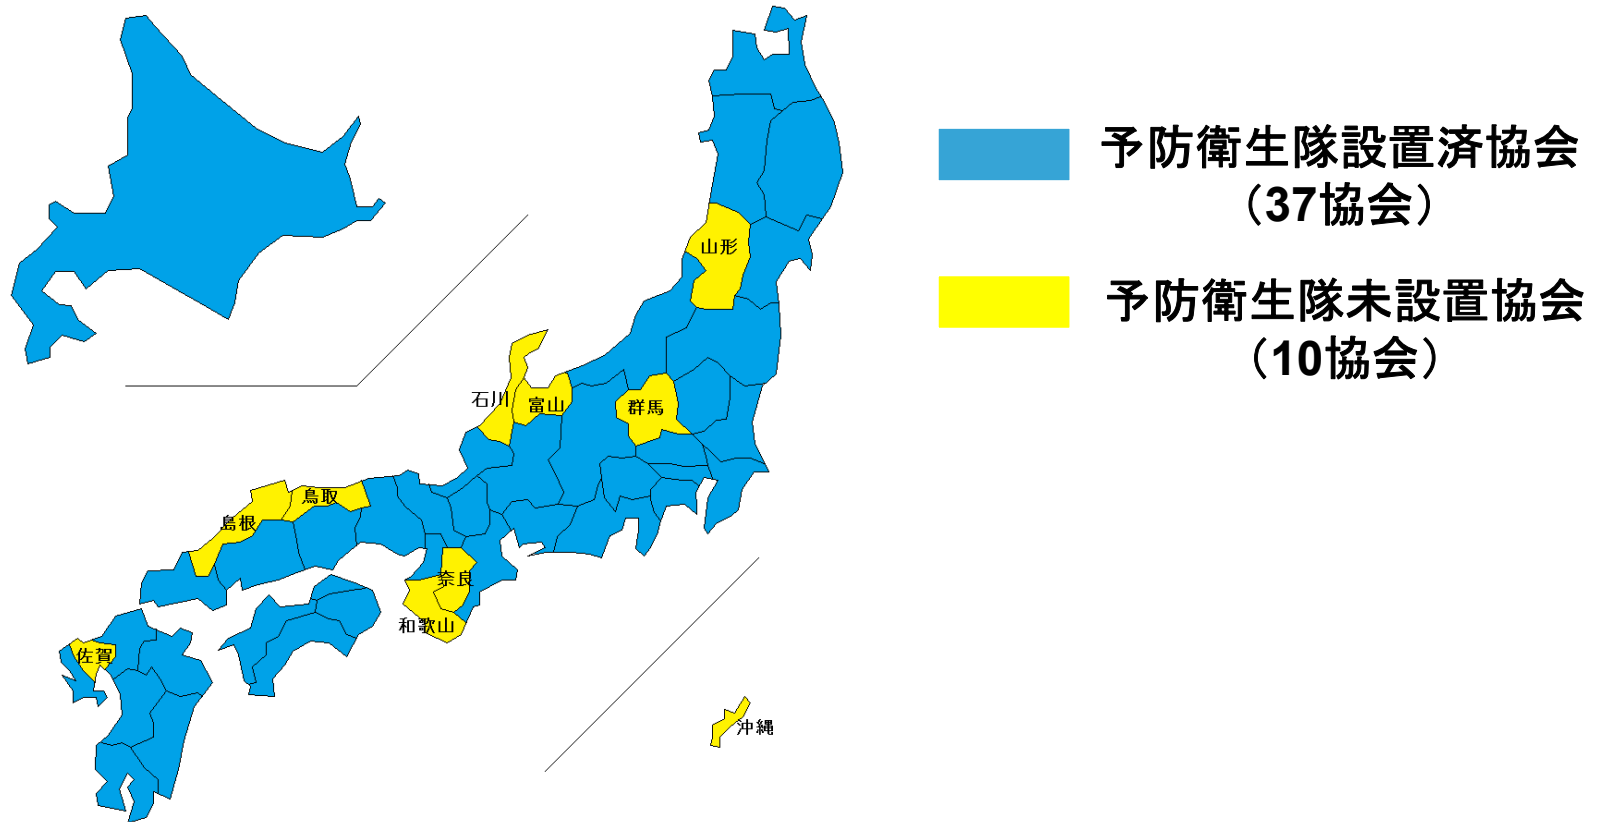 予防衛生隊設置済協会
（37協会）
予防衛生隊未設置協会
（10協会）
山形
石川
富山
群馬
鳥取
島根
奈良
和歌山
佐賀
沖縄